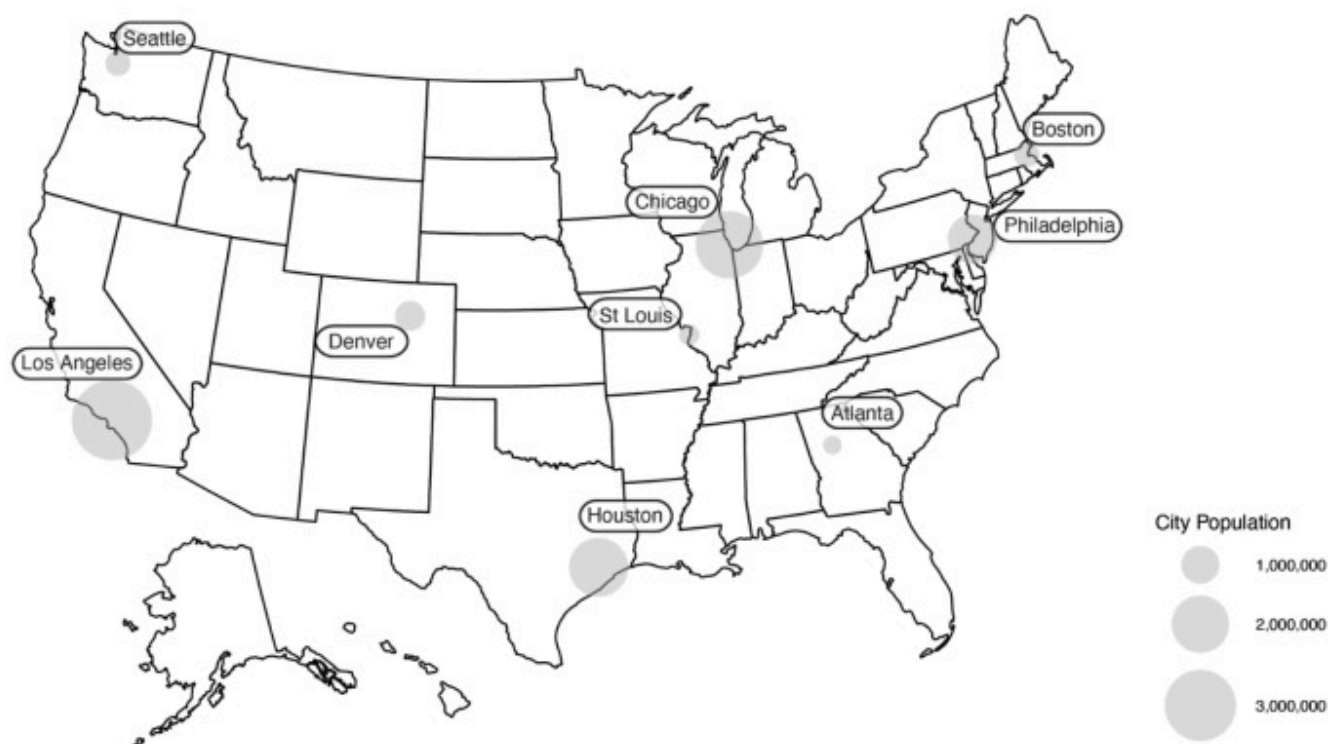 Seattle
Boston
Chicago
Philadelphia
St Louis
Denver
Los Angeles
Atlanta
Houston
City Population
1,000,000
2,000,000
3,000,000